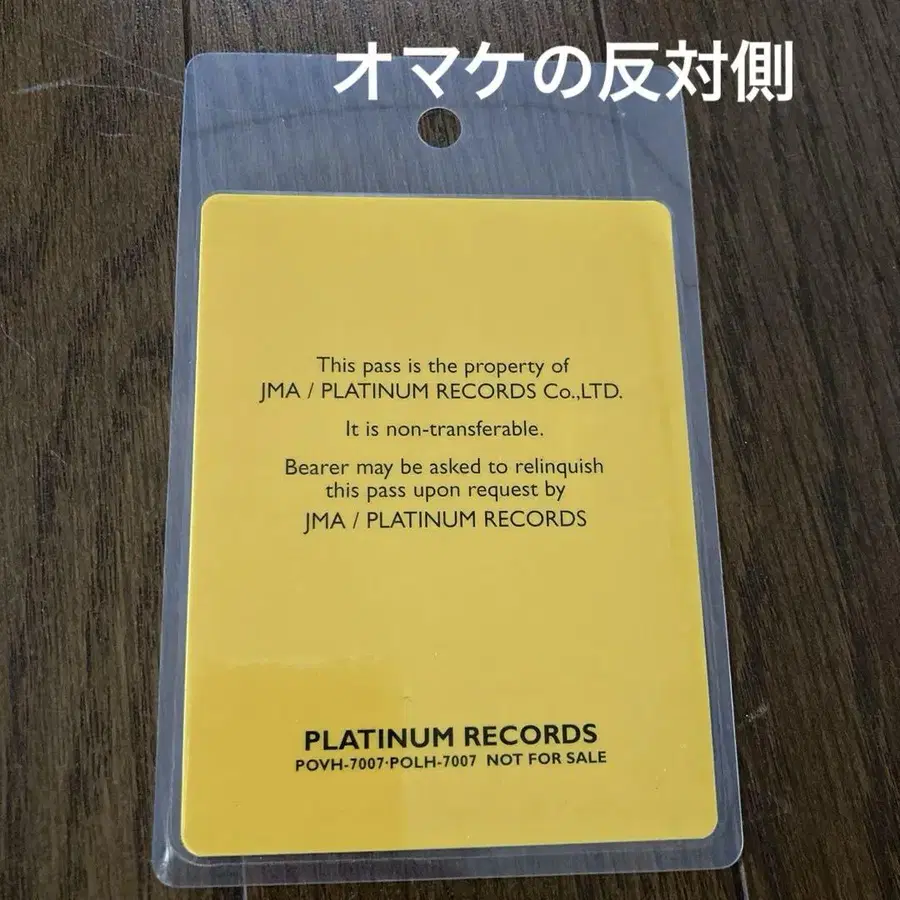 オマケの反対側
This pass is the property of
JMA / PLATINUM RECORDS Co.,LTD.
It is non-transferable.
Bearer may be asked to relinquish
this pass upon request by
JMA / PLATINUM RECORDS
PLATINUM RECORDS
POVH-7007·POLH-7007 NOT FOR SALE